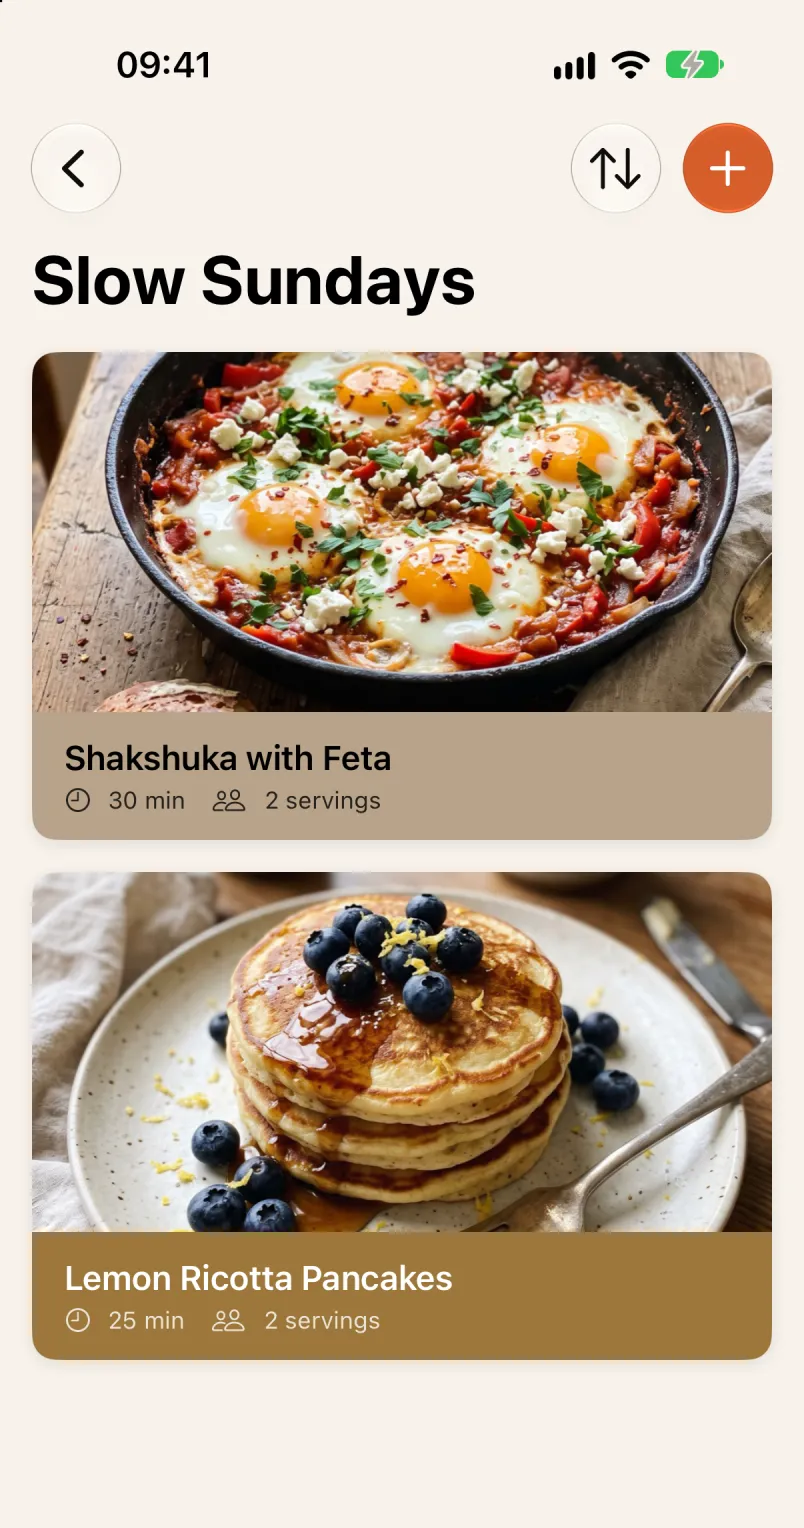 09:41
Slow Sundays
Shakshuka with Feta
30 min 2 servings
Lemon Ricotta Pancakes
25 min 2 servings